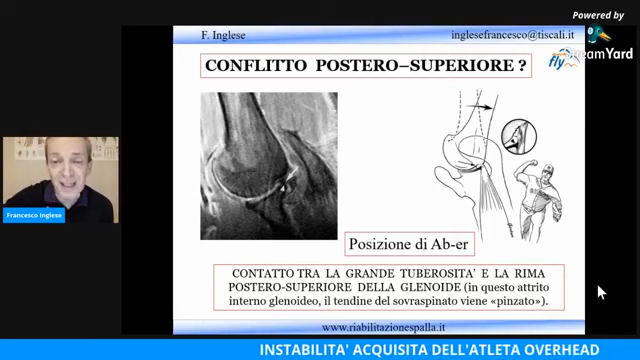 Powered by
StreamYard
F. Inglese
inglesefrancesco@tiscali.it
fly
CONFLITTO POSTERO–SUPERIORE ?
Francesco Inglese
Posizione di Ab-er
CONTATTO TRA LA GRANDE TUBEROSITA' E LA RIMA
POSTERO-SUPERIORE DELLA GLENOIDE (in questo attrito
interno glenoideo, il tendine del sovraspinato viene «pinzato»).
www.riabilitazionespalla.it
INSTABILITA' ACQUISITA DELL'ATLETA OVERHEAD